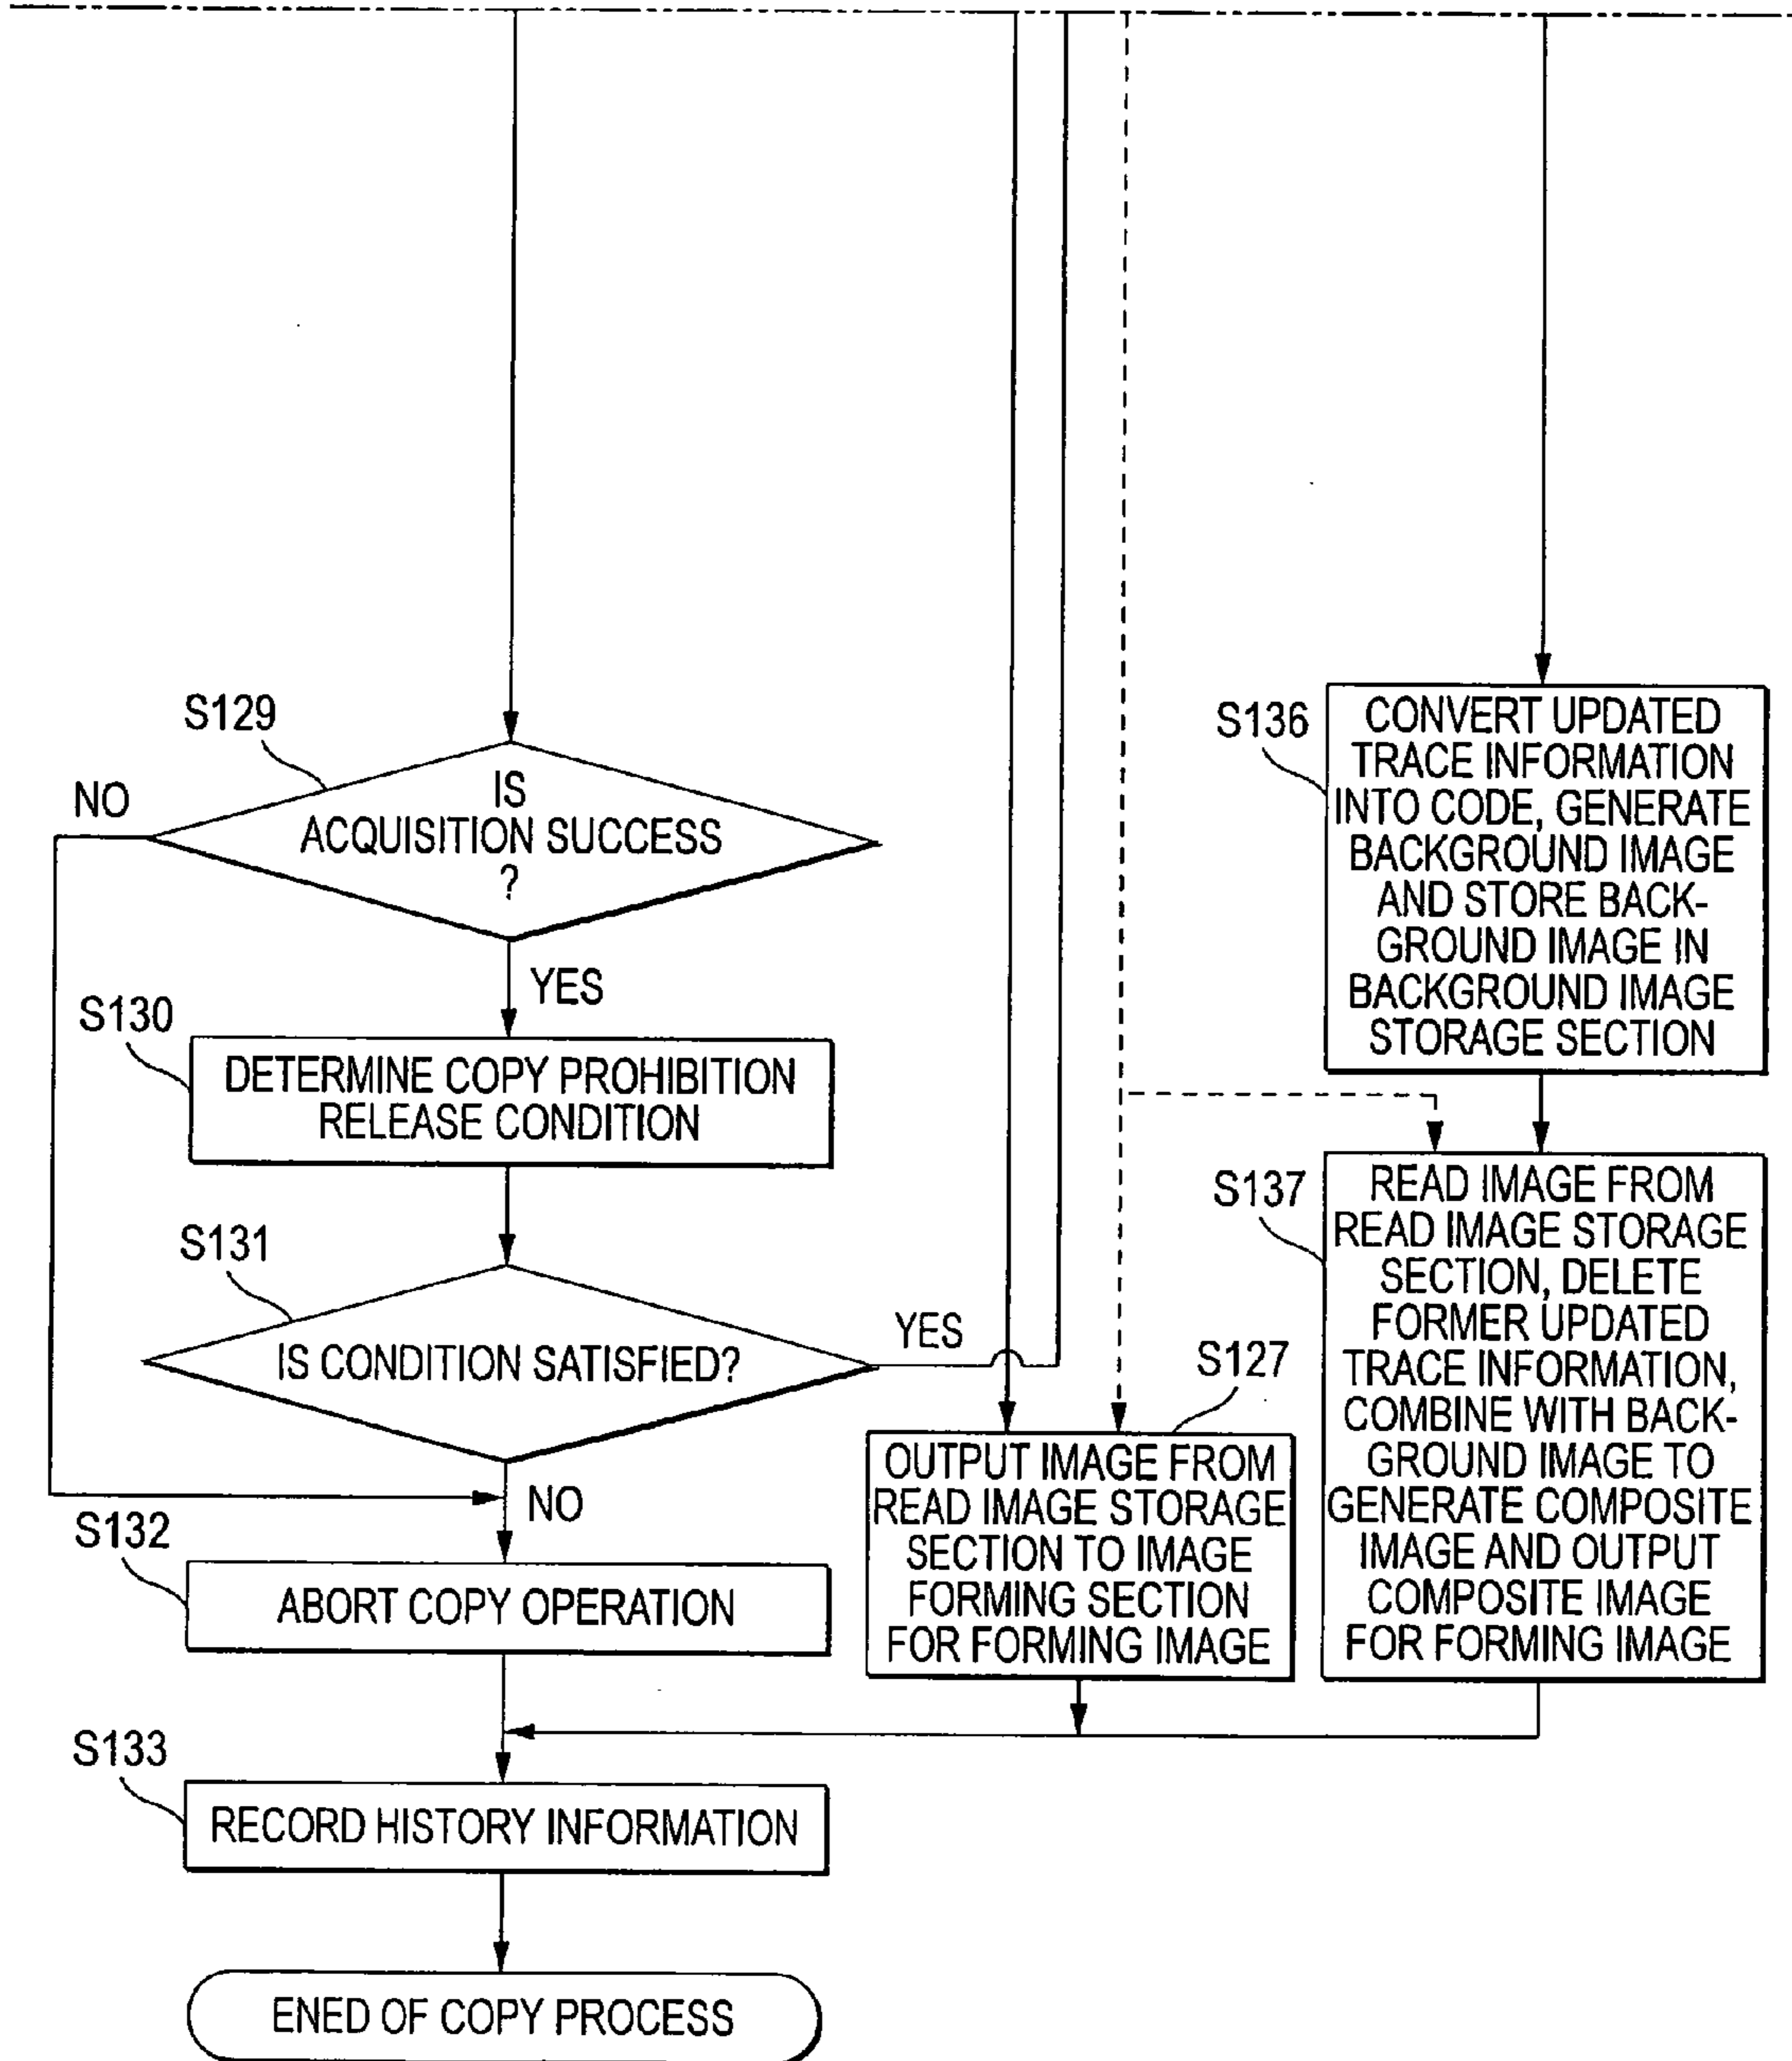 S129
IS
ACQUISITION SUCCESS
?
NO
YES
S130
DETERMINE COPY PROHIBITION
RELEASE CONDITION
S131
IS CONDITION SATISFIED?
YES
NO
S132
ABORT COPY OPERATION
S133
RECORD HISTORY INFORMATION
ENED OF COPY PROCESS
S127
OUTPUT IMAGE FROM
READ IMAGE STORAGE
SECTION TO IMAGE
FORMING SECTION
FOR FORMING IMAGE
S136
CONVERT UPDATED
TRACE INFORMATION
INTO CODE, GENERATE
BACKGROUND IMAGE
AND STORE BACK-
GROUND IMAGE IN
BACKGROUND IMAGE
STORAGE SECTION
S137
READ IMAGE FROM
READ IMAGE STORAGE
SECTION, DELETE
FORMER UPDATED
TRACE INFORMATION,
COMBINE WITH BACK-
GROUND IMAGE TO
GENERATE COMPOSITE
IMAGE AND OUTPUT
COMPOSITE IMAGE
FOR FORMING IMAGE